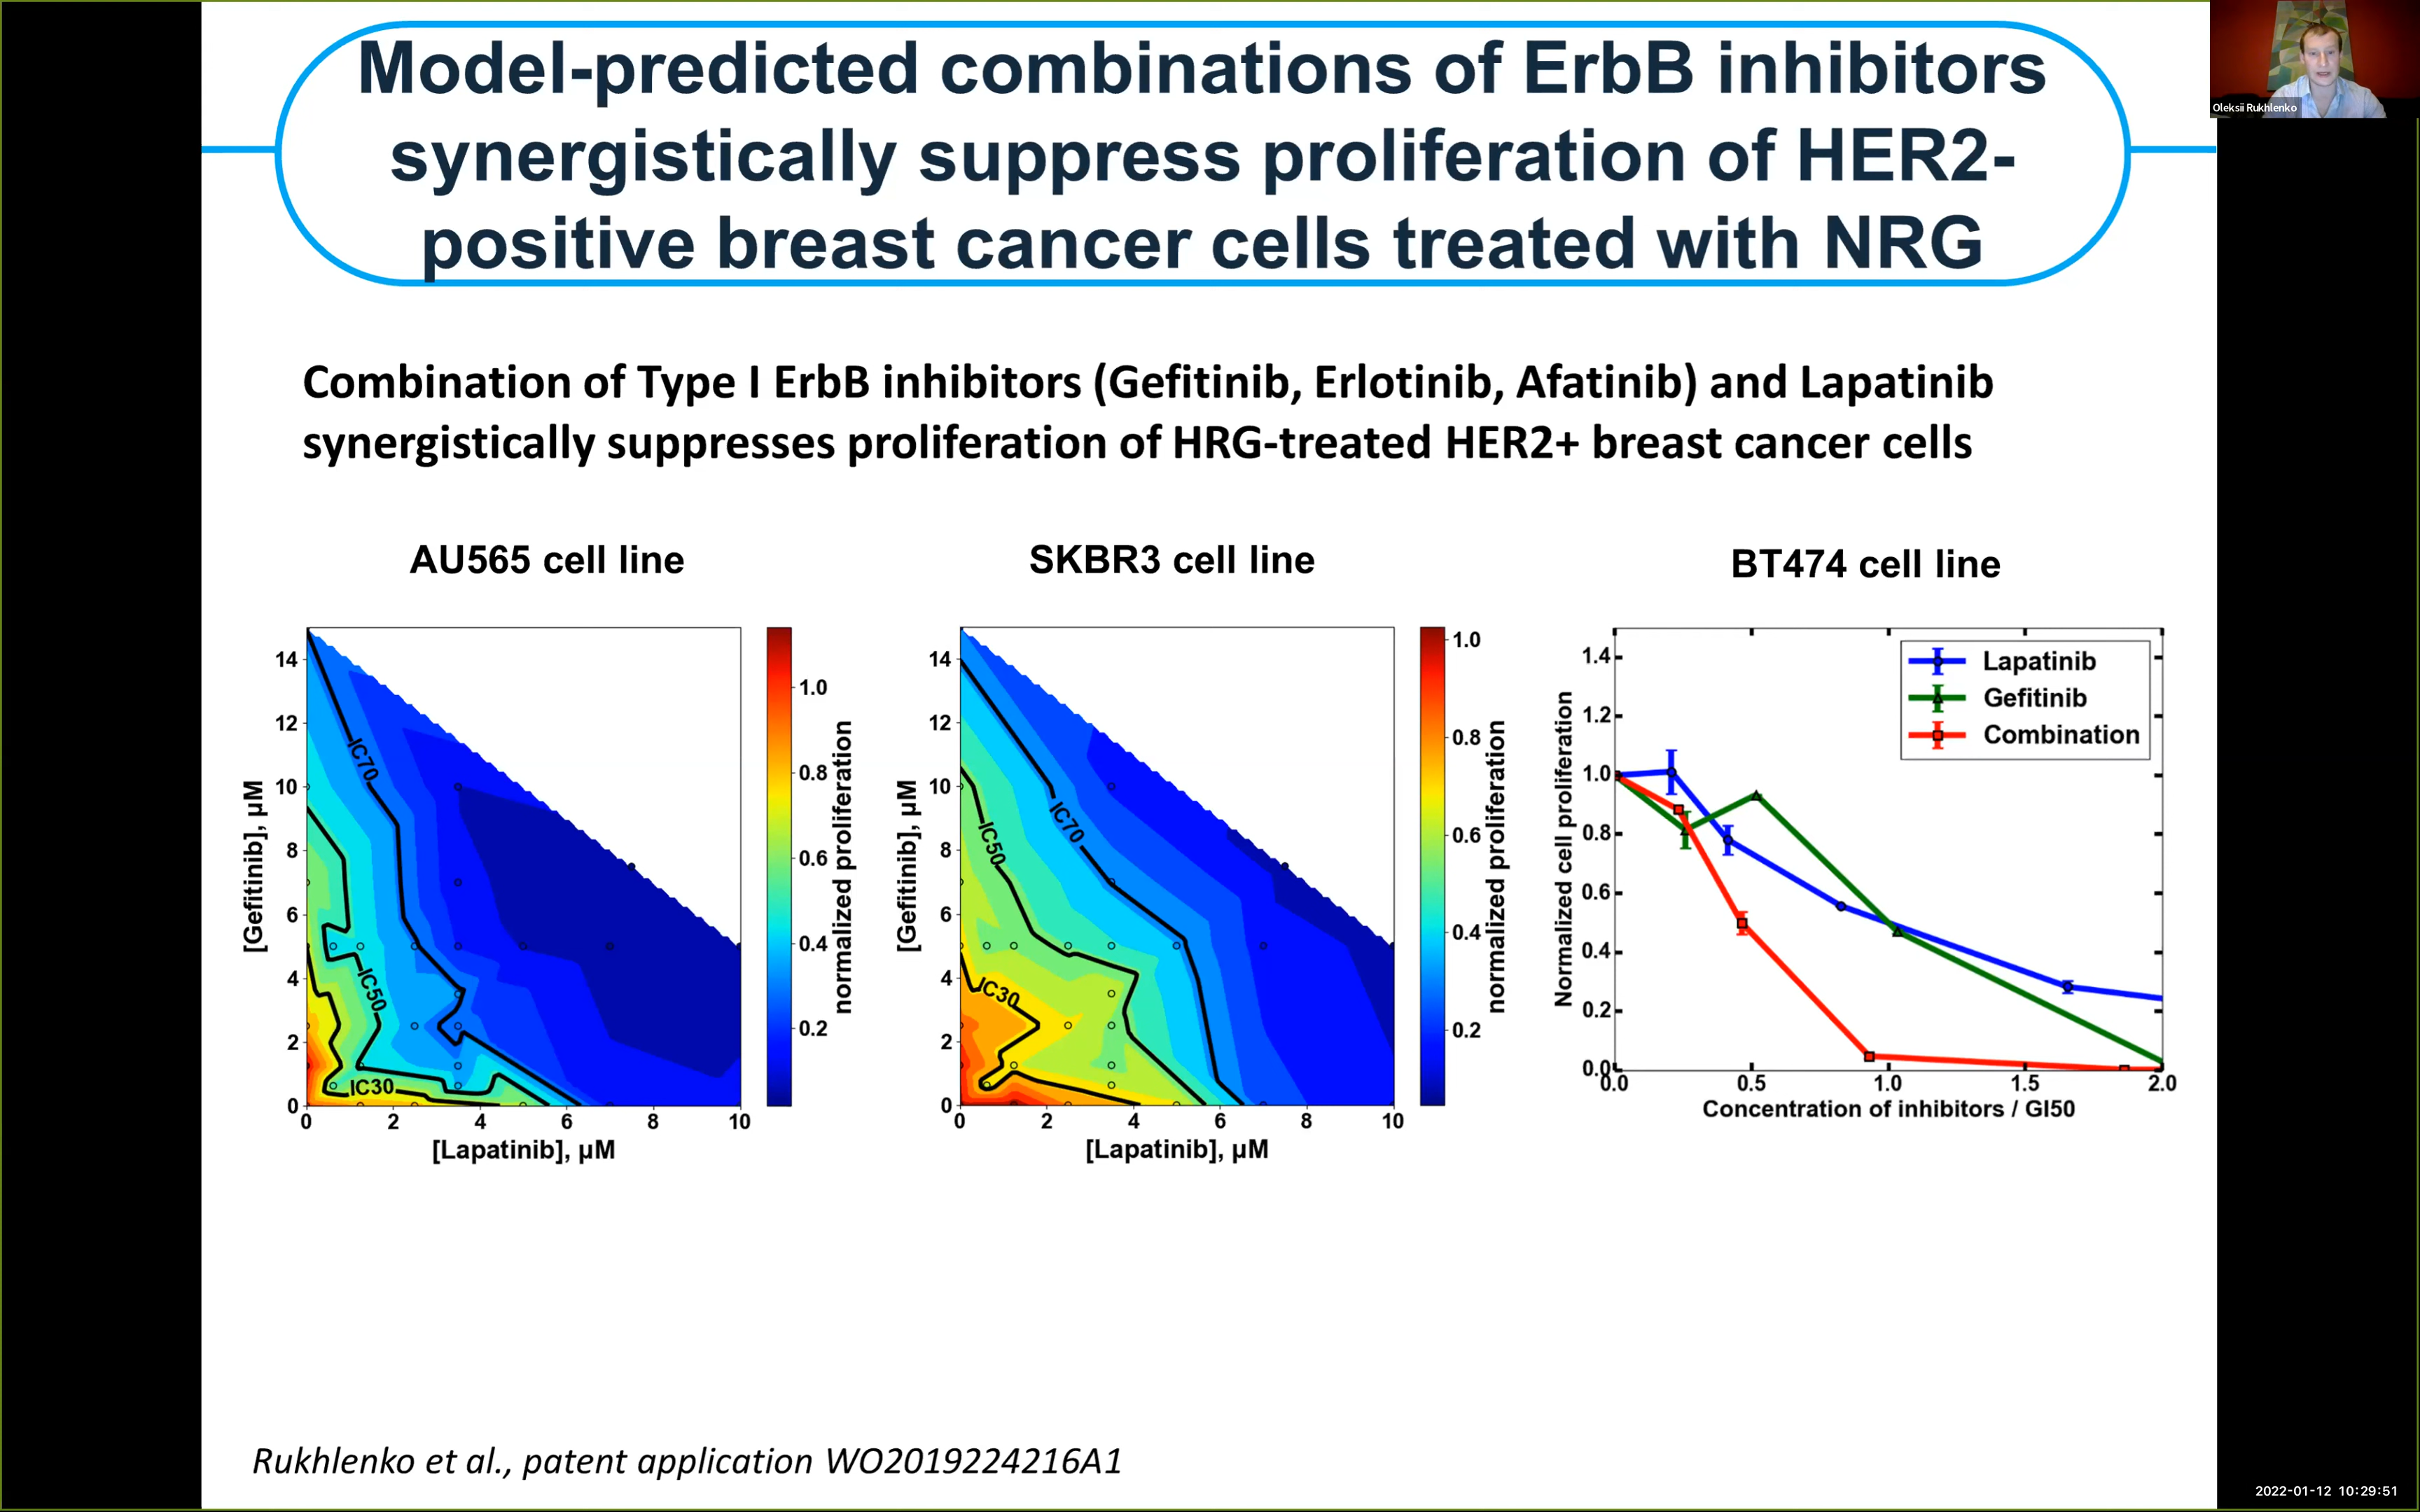 Model-predicted combinations of ErbB inhibitors
synergistically suppress proliferation of HER2-
positive breast cancer cells treated with NRG
Oleksii Rukhlenko
Combination of Type I ErbB inhibitors (Gefitinib, Erlotinib, Afatinib) and Lapatinib
synergistically suppresses proliferation of HRG-treated HER2+ breast cancer cells
AU565 cell line
14
12
10
8
6
4
2
0
[Gefitinib], µM
IC70
IC50
IC30
0 2 4 6 8 10
[Lapatinib], µM
1.0
0.8
0.6
0.4
0.2
normalized proliferation
SKBR3 cell line
14
12
10
8
6
4
2
0
[Gefitinib], µM
IC50
IC70
IC30
0 2 4 6 8 10
[Lapatinib], µM
1.0
0.8
0.6
0.4
0.2
normalized proliferation
BT474 cell line
1.4
1.2
1.0
0.8
0.6
0.4
0.2
0.0
Normalized cell proliferation
Lapatinib
Gefitinib
Combination
0.0 0.5 1.0 1.5 2.0
Concentration of inhibitors / GI50
Rukhlenko et al., patent application WO2019224216A1
2022-01-12 10:29:51